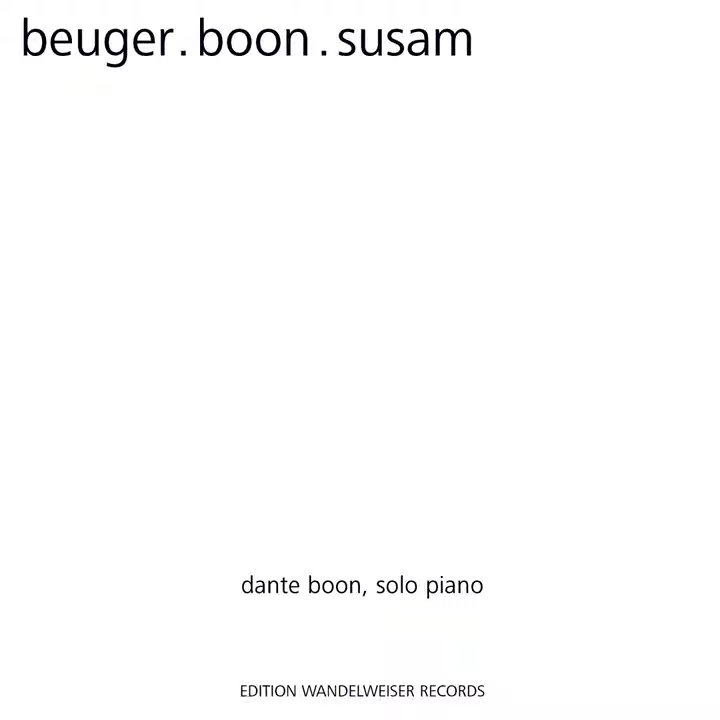 beuger . boon . susam
dante boon, solo piano
EDITION WANDELWEISER RECORDS